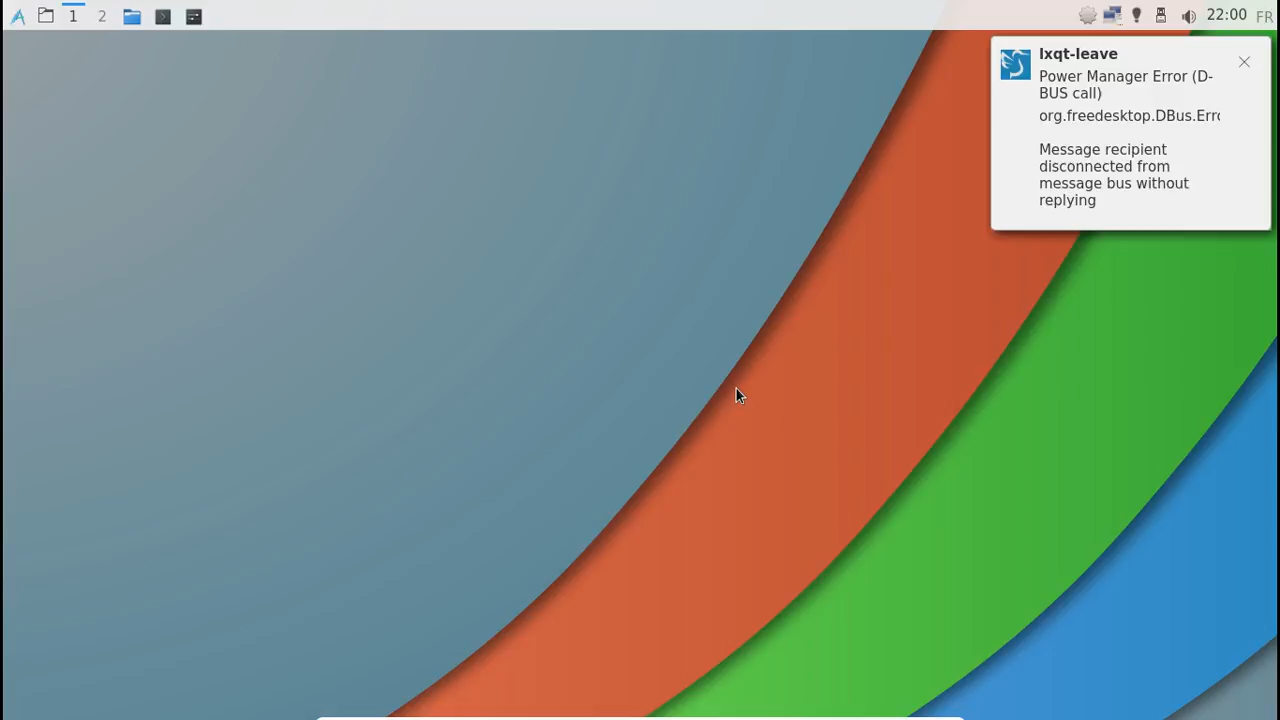 1 2
22:00 FR
lxqt-leave
Power Manager Error (D-
BUS call)
org.freedesktop.DBus.Erro
Message recipient
disconnected from
message bus without
replying